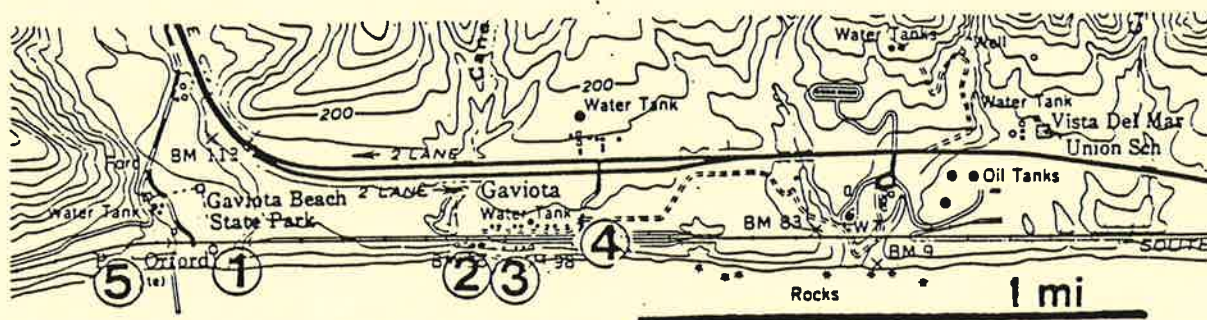 Water Tanks
Well
200
200
Water Tank
Water Tank
Vista Del Mar
Union Sch
BM 112
2 LANE
2 LANE
Gaviota
Oil Tanks
Gaviota Beach
State Park
Water Tank
Water Tank
BM 83
W
BM 9
4
SOUTH
Orford
5
1
2
3
98
Rocks
1 mi